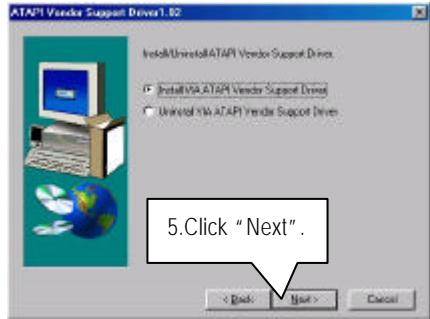 ATAPI Vendor Support Driver1.02
Install/Uninstall ATAPI Vendor Support Driver.
Install VIA ATAPI Vendor Support Driver
Uninstall VIA ATAPI Vendor Support Driver
5.Click “Next”.
< Back
Next >
Cancel